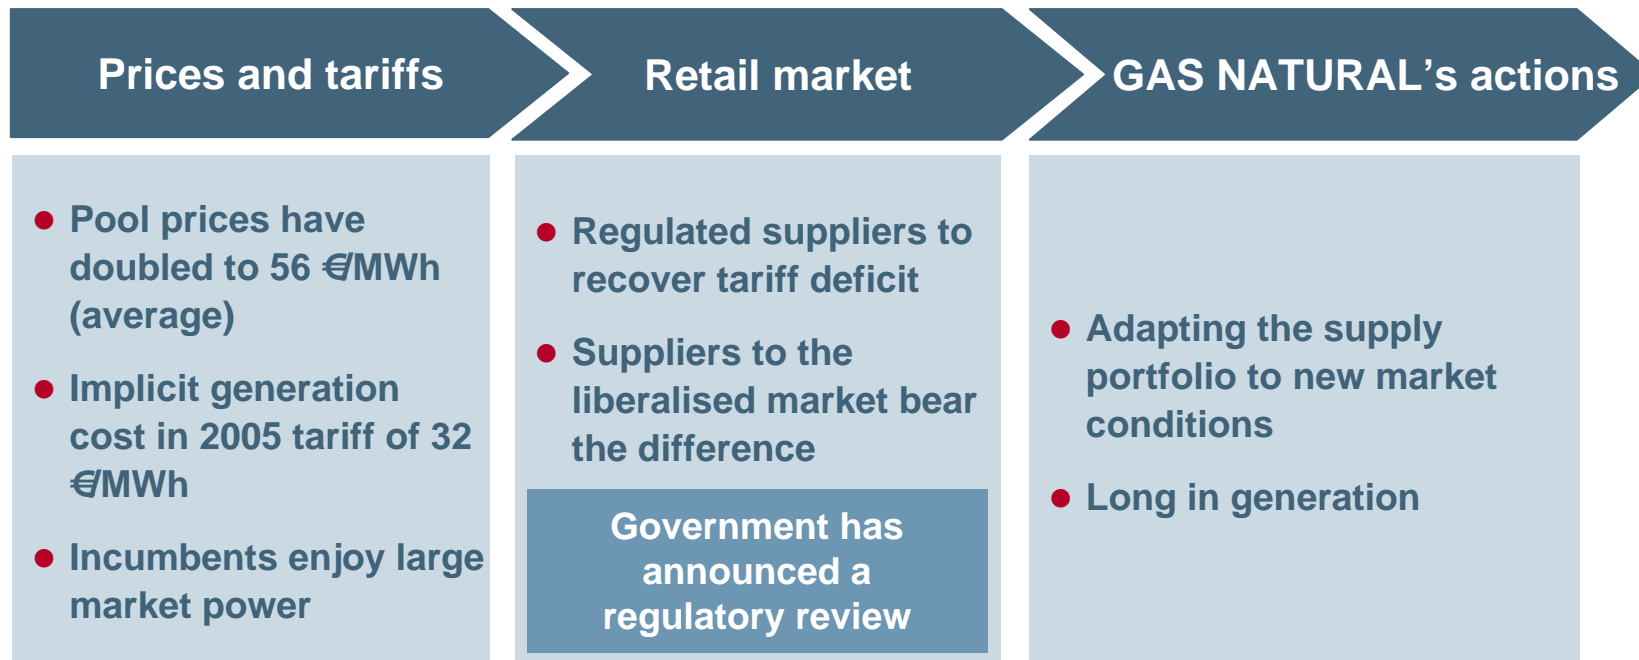 Prices and tariffs
Retail market
GAS NATURAL's actions
● Pool prices have
doubled to 56 €/MWh
(average)
● Implicit generation
cost in 2005 tariff of 32
€/MWh
● Incumbents enjoy large
market power
● Regulated suppliers to
recover tariff deficit
● Suppliers to the
liberalised market bear
the difference
Government has
announced a
regulatory review
● Adapting the supply
portfolio to new market
conditions
● Long in generation